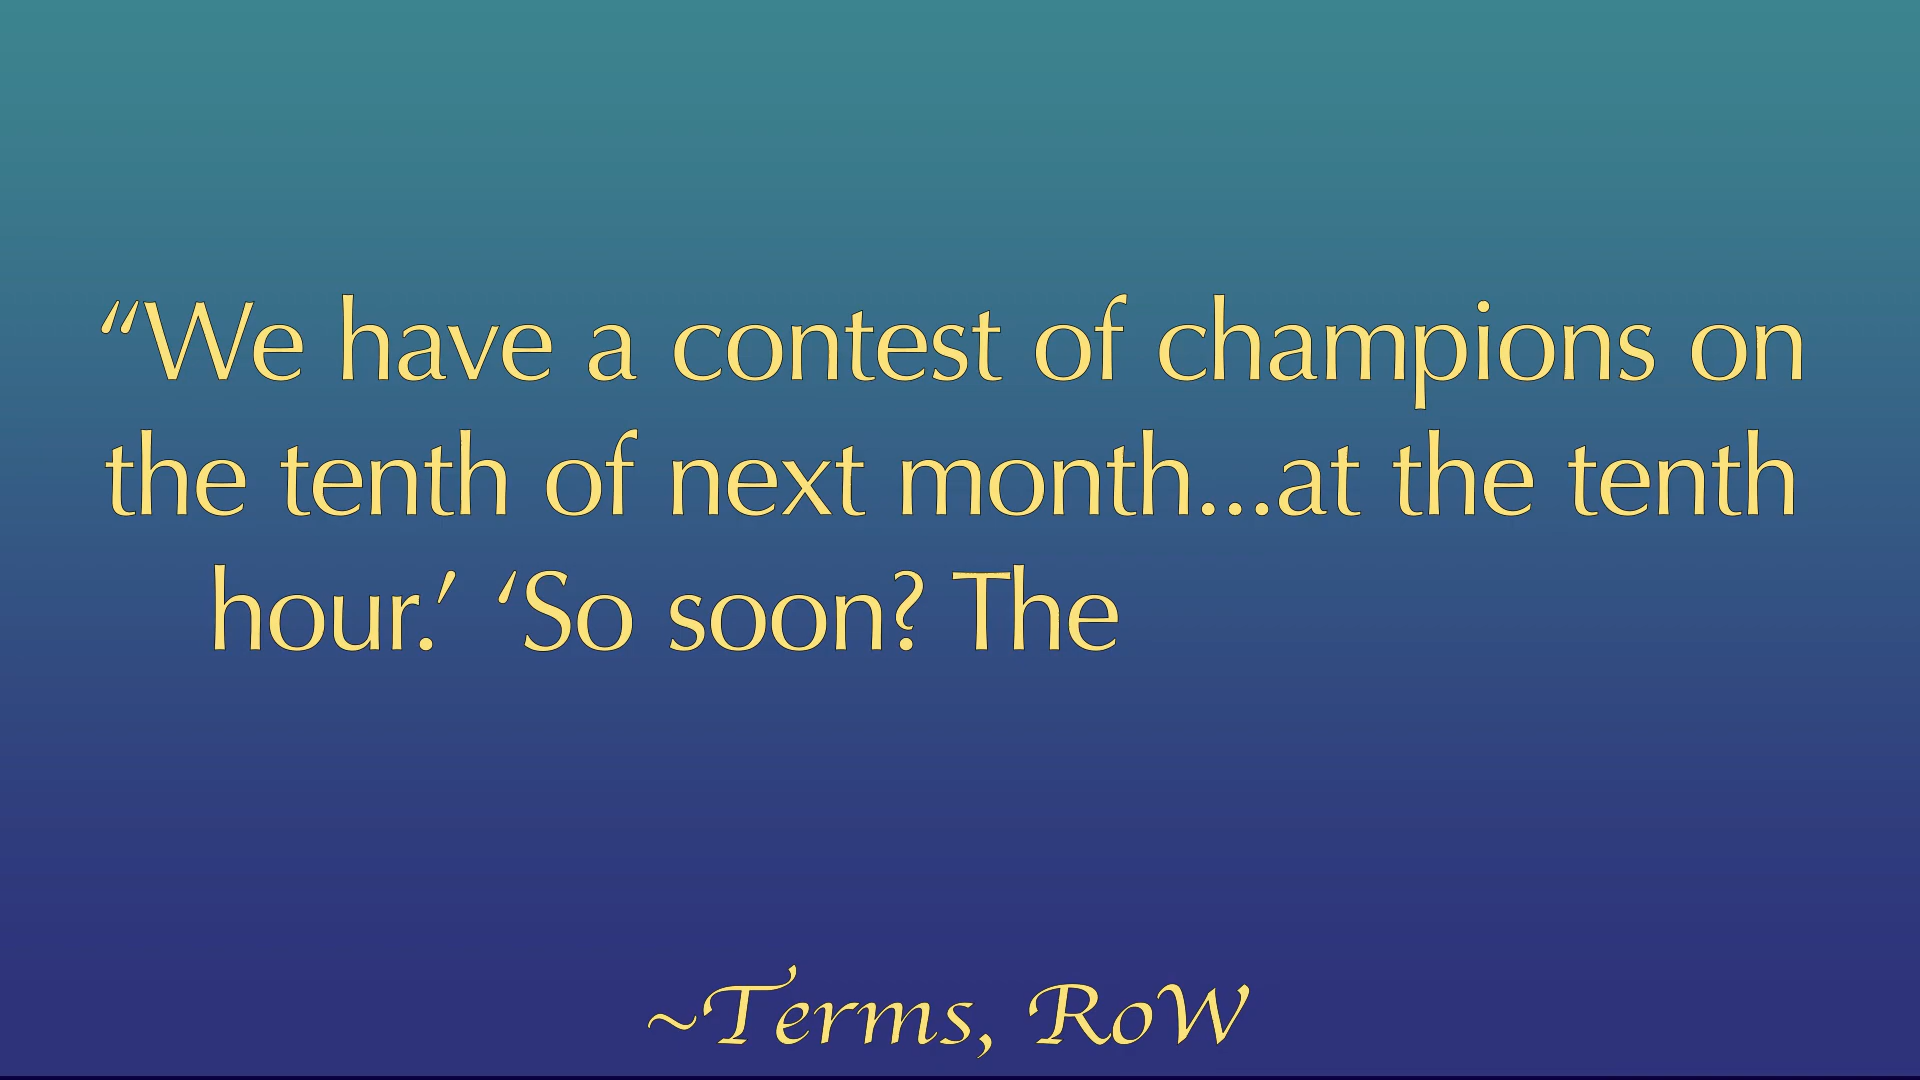 “We have a contest of champions on
the tenth of next month...at the tenth
hour.’ ‘So soon? The
~Terms, RoW